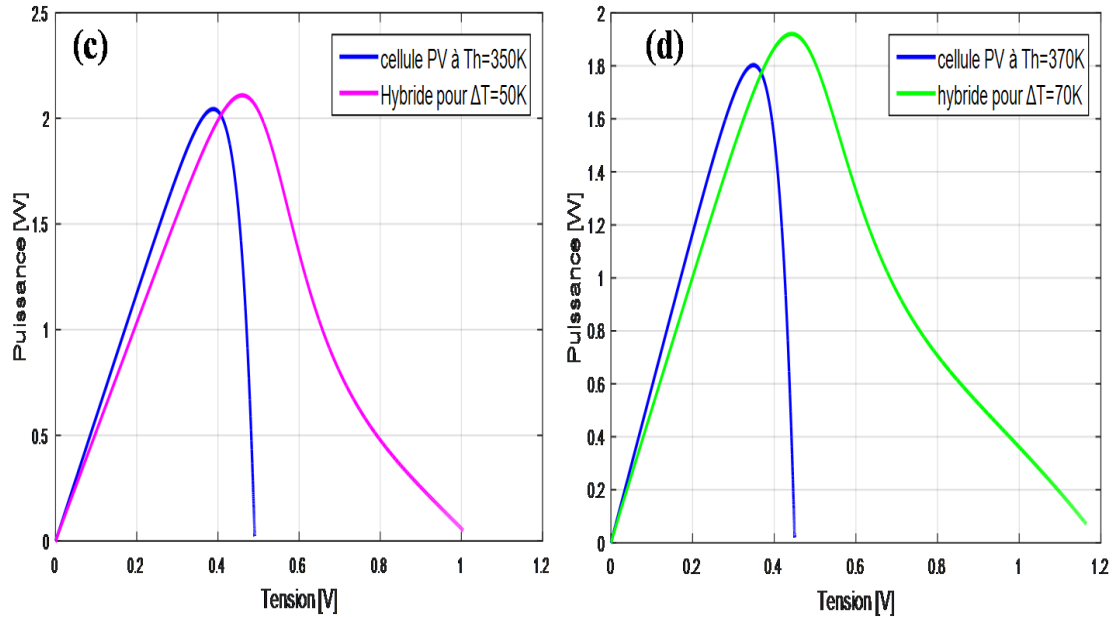 (c)
cellule PV à Th=350K
Hybride pour ΔT=50K
2.5
2
1.5
1
0.5
0
Puissance [W]
0 0.2 0.4 0.6 0.8 1 1.2
Tension [V]
(d)
cellule PV à Th=370K
hybride pour ΔT=70K
2
1.8
1.6
1.4
1.2
1
0.8
0.6
0.4
0.2
0
Puissance [W]
0 0.2 0.4 0.6 0.8 1 1.2
Tension [V]